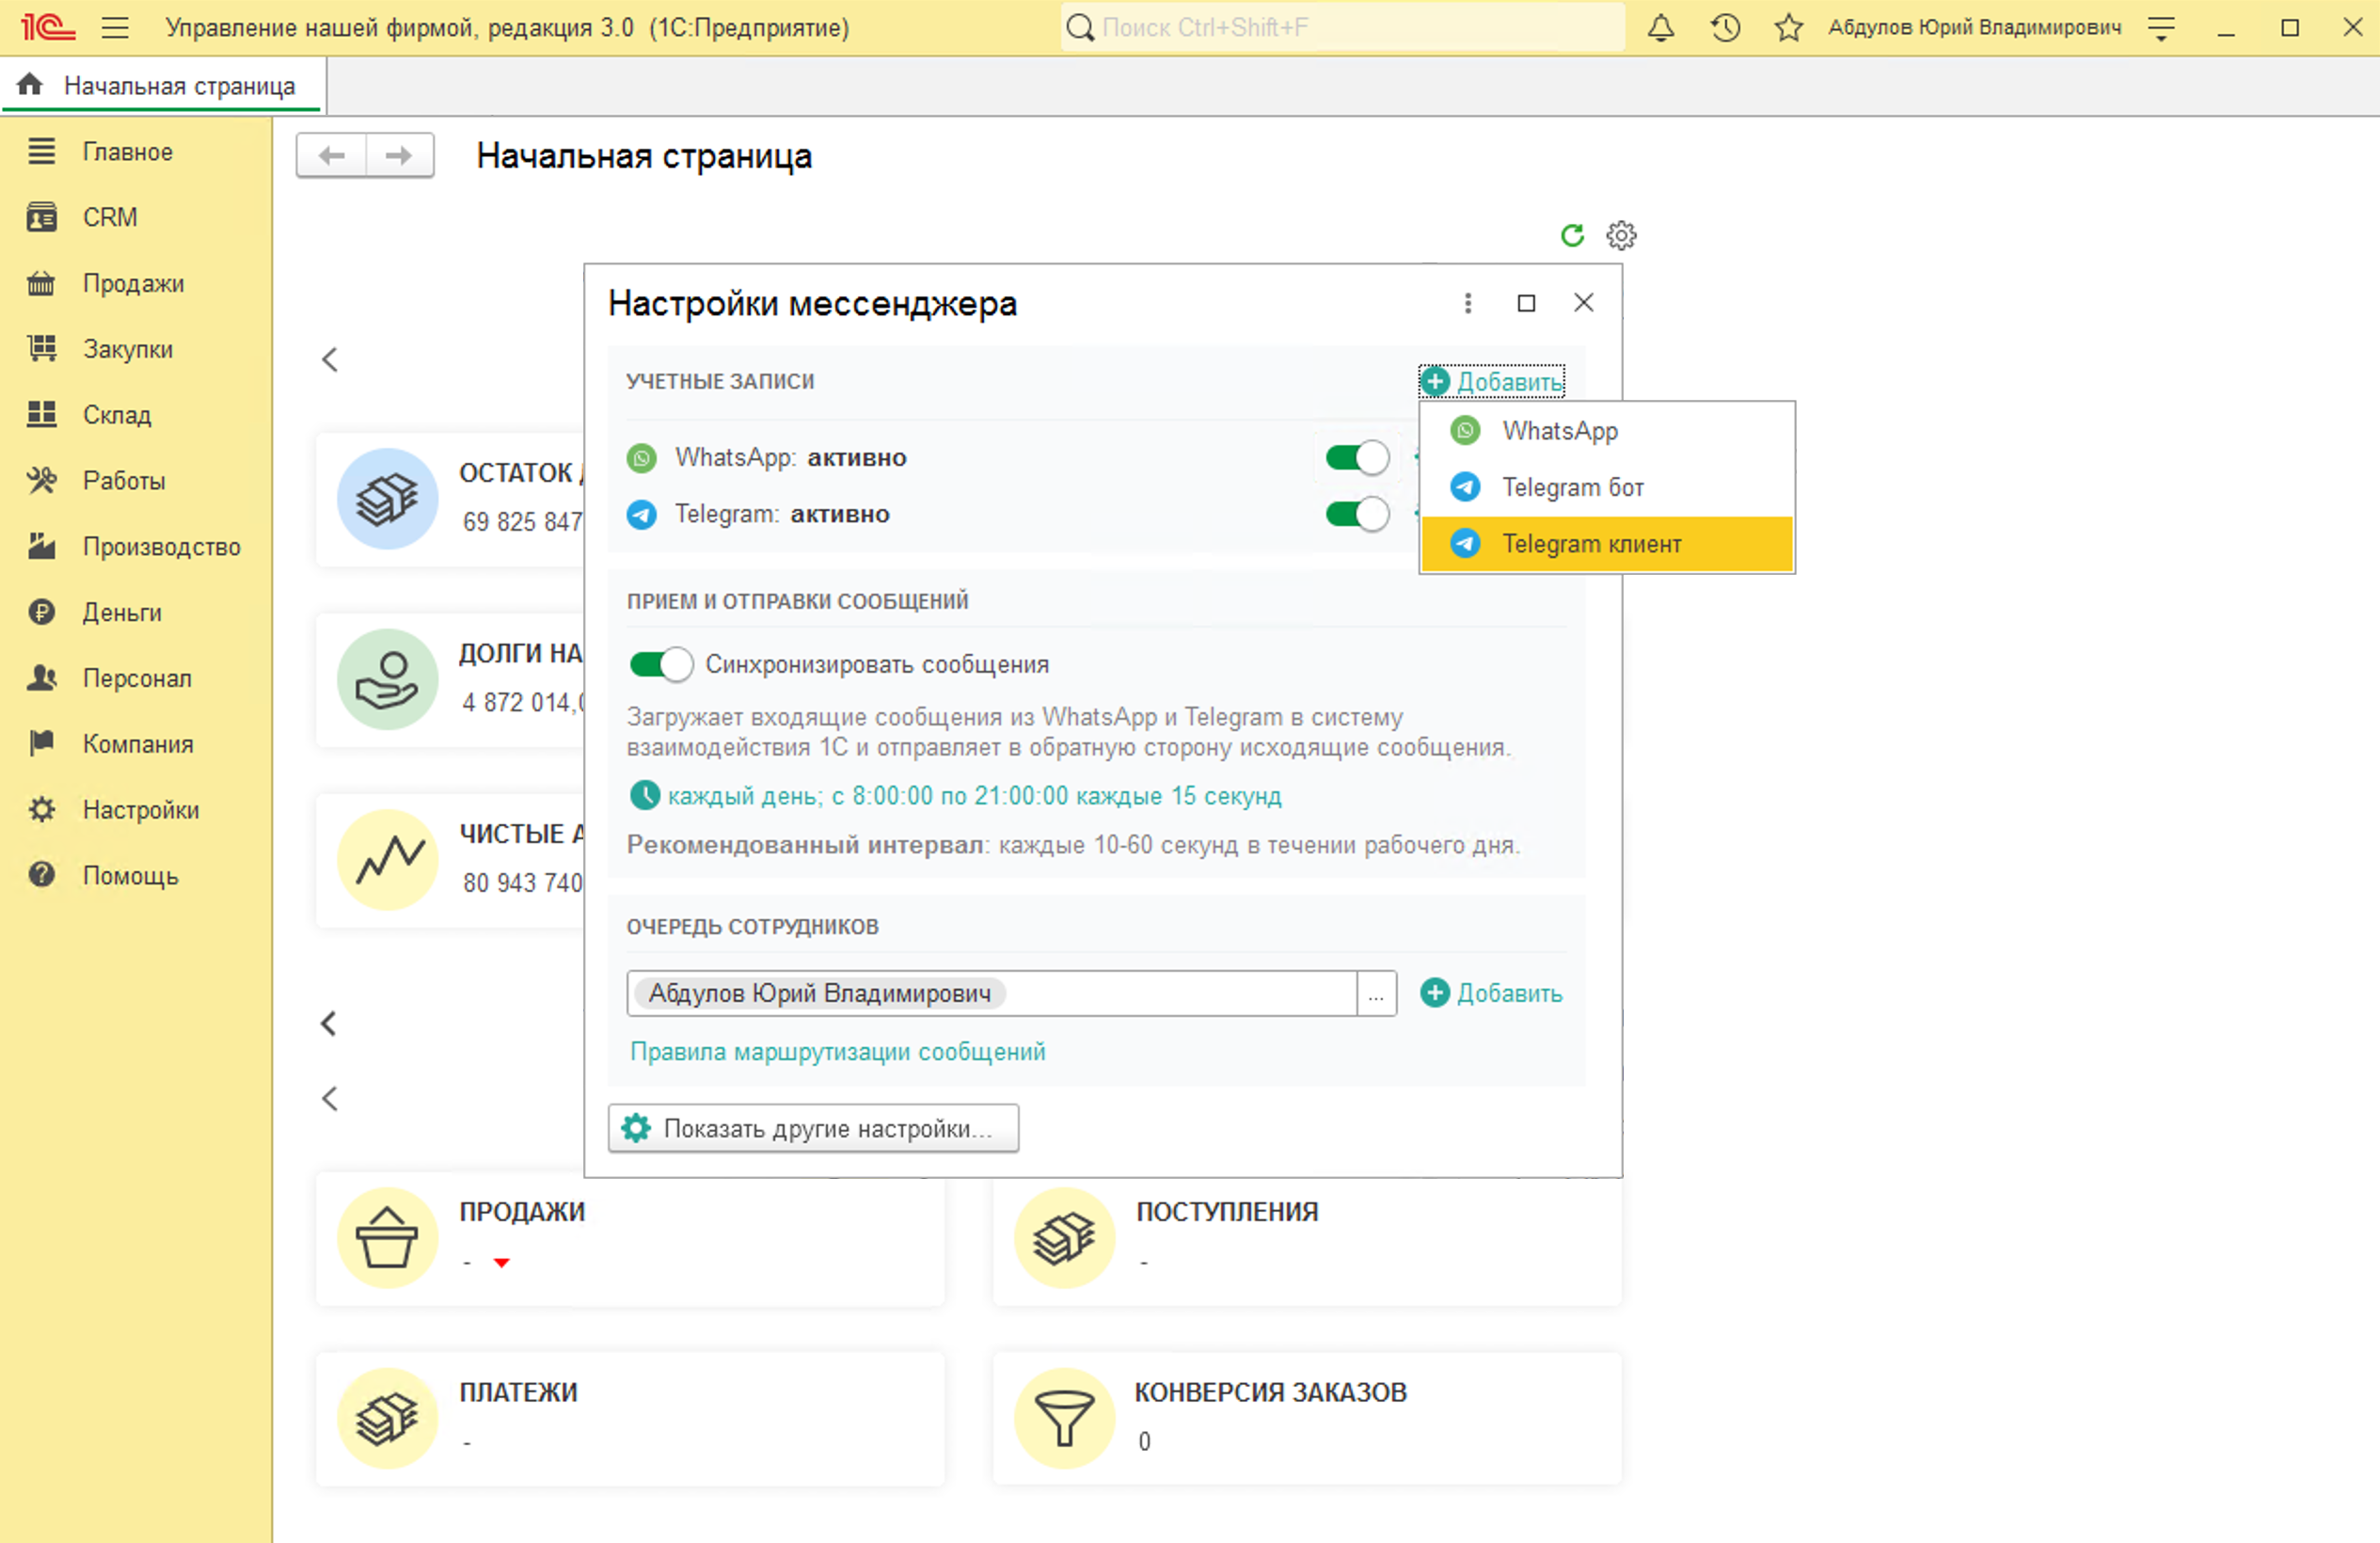 1С Управление нашей фирмой, редакция 3.0 (1С:Предприятие)
Поиск Ctrl+Shift+F
Абдулов Юрий Владимирович
Начальная страница
Главное
CRM
Продажи
Закупки
Склад
Работы
Производство
Деньги
Персонал
Компания
Настройки
Помощь
Начальная страница
ОСТАТОК
69 825 847
ДОЛГИ НА
4 872 014,
ЧИСТЫЕ
80 943 740
Настройки мессенджера
УЧЕТНЫЕ ЗАПИСИ
Добавить
WhatsApp: активно
Telegram: активно
WhatsApp
Telegram бот
Telegram клиент
ПРИЕМ И ОТПРАВКИ СООБЩЕНИЙ
Синхронизировать сообщения
Загружает входящие сообщения из WhatsApp и Telegram в систему
взаимодействия 1С и отправляет в обратную сторону исходящие сообщения.
каждый день; с 8:00:00 по 21:00:00 каждые 15 секунд
Рекомендованный интервал: каждые 10-60 секунд в течении рабочего дня.
ОЧЕРЕДЬ СОТРУДНИКОВ
Абдулов Юрий Владимирович
...
Добавить
Правила маршрутизации сообщений
Показать другие настройки...
ПРОДАЖИ
-
ПОСТУПЛЕНИЯ
-
ПЛАТЕЖИ
-
КОНВЕРСИЯ ЗАКАЗОВ
0